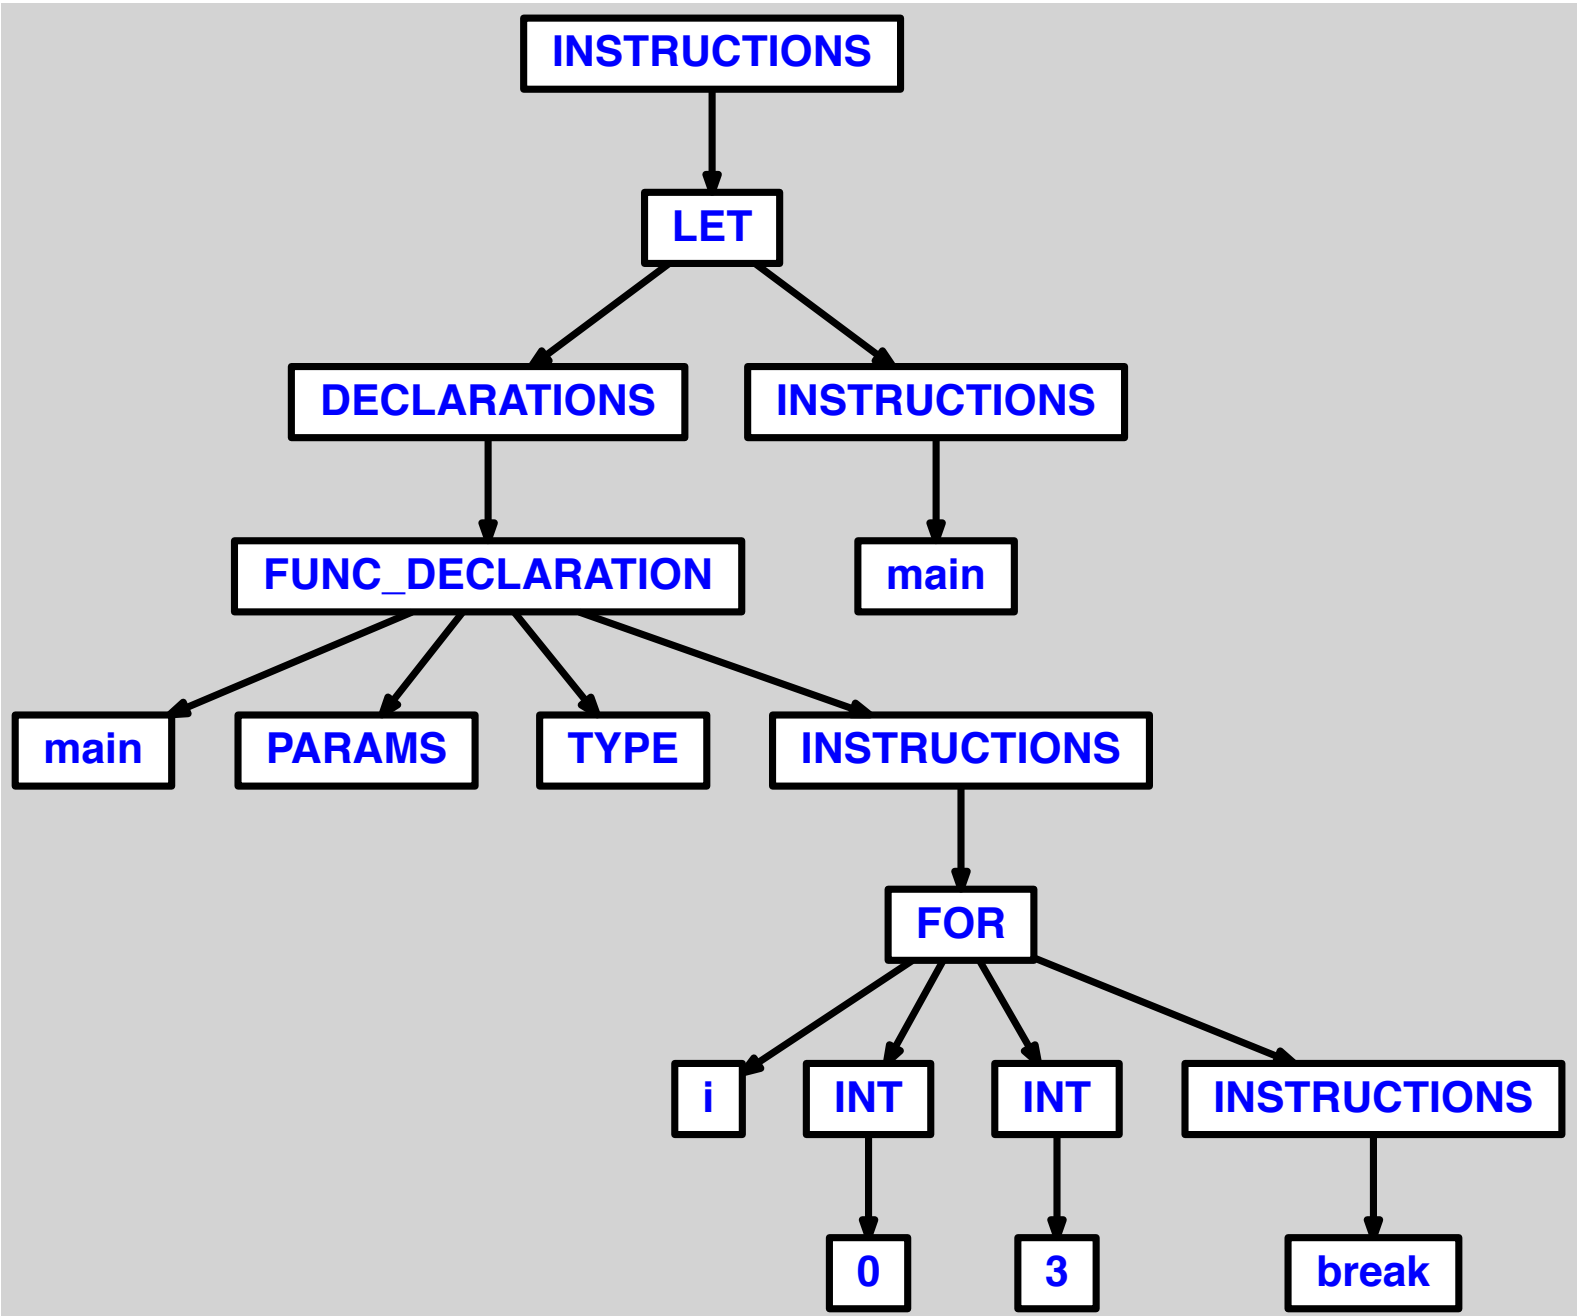 INSTRUCTIONS
LET
DECLARATIONS INSTRUCTIONS
FUNC_DECLARATION main
main PARAMS TYPE INSTRUCTIONS
FOR
i INT INT INSTRUCTIONS
0 3 break